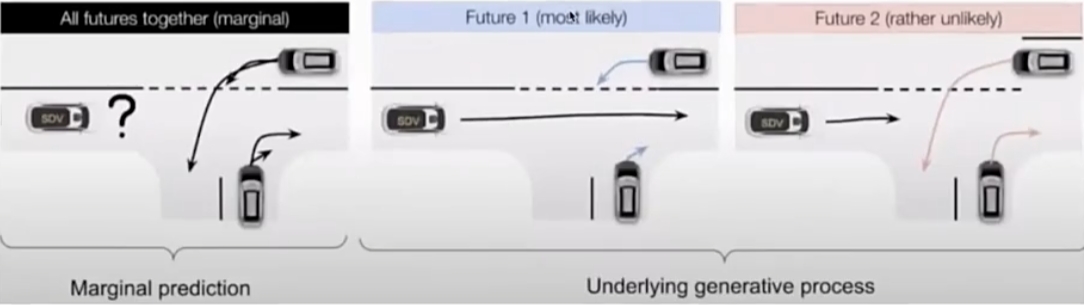 All futures together (marginal)
Future 1 (most likely)
Future 2 (rather unlikely)
SDV
?
SDV
SDV
Marginal prediction
Underlying generative process